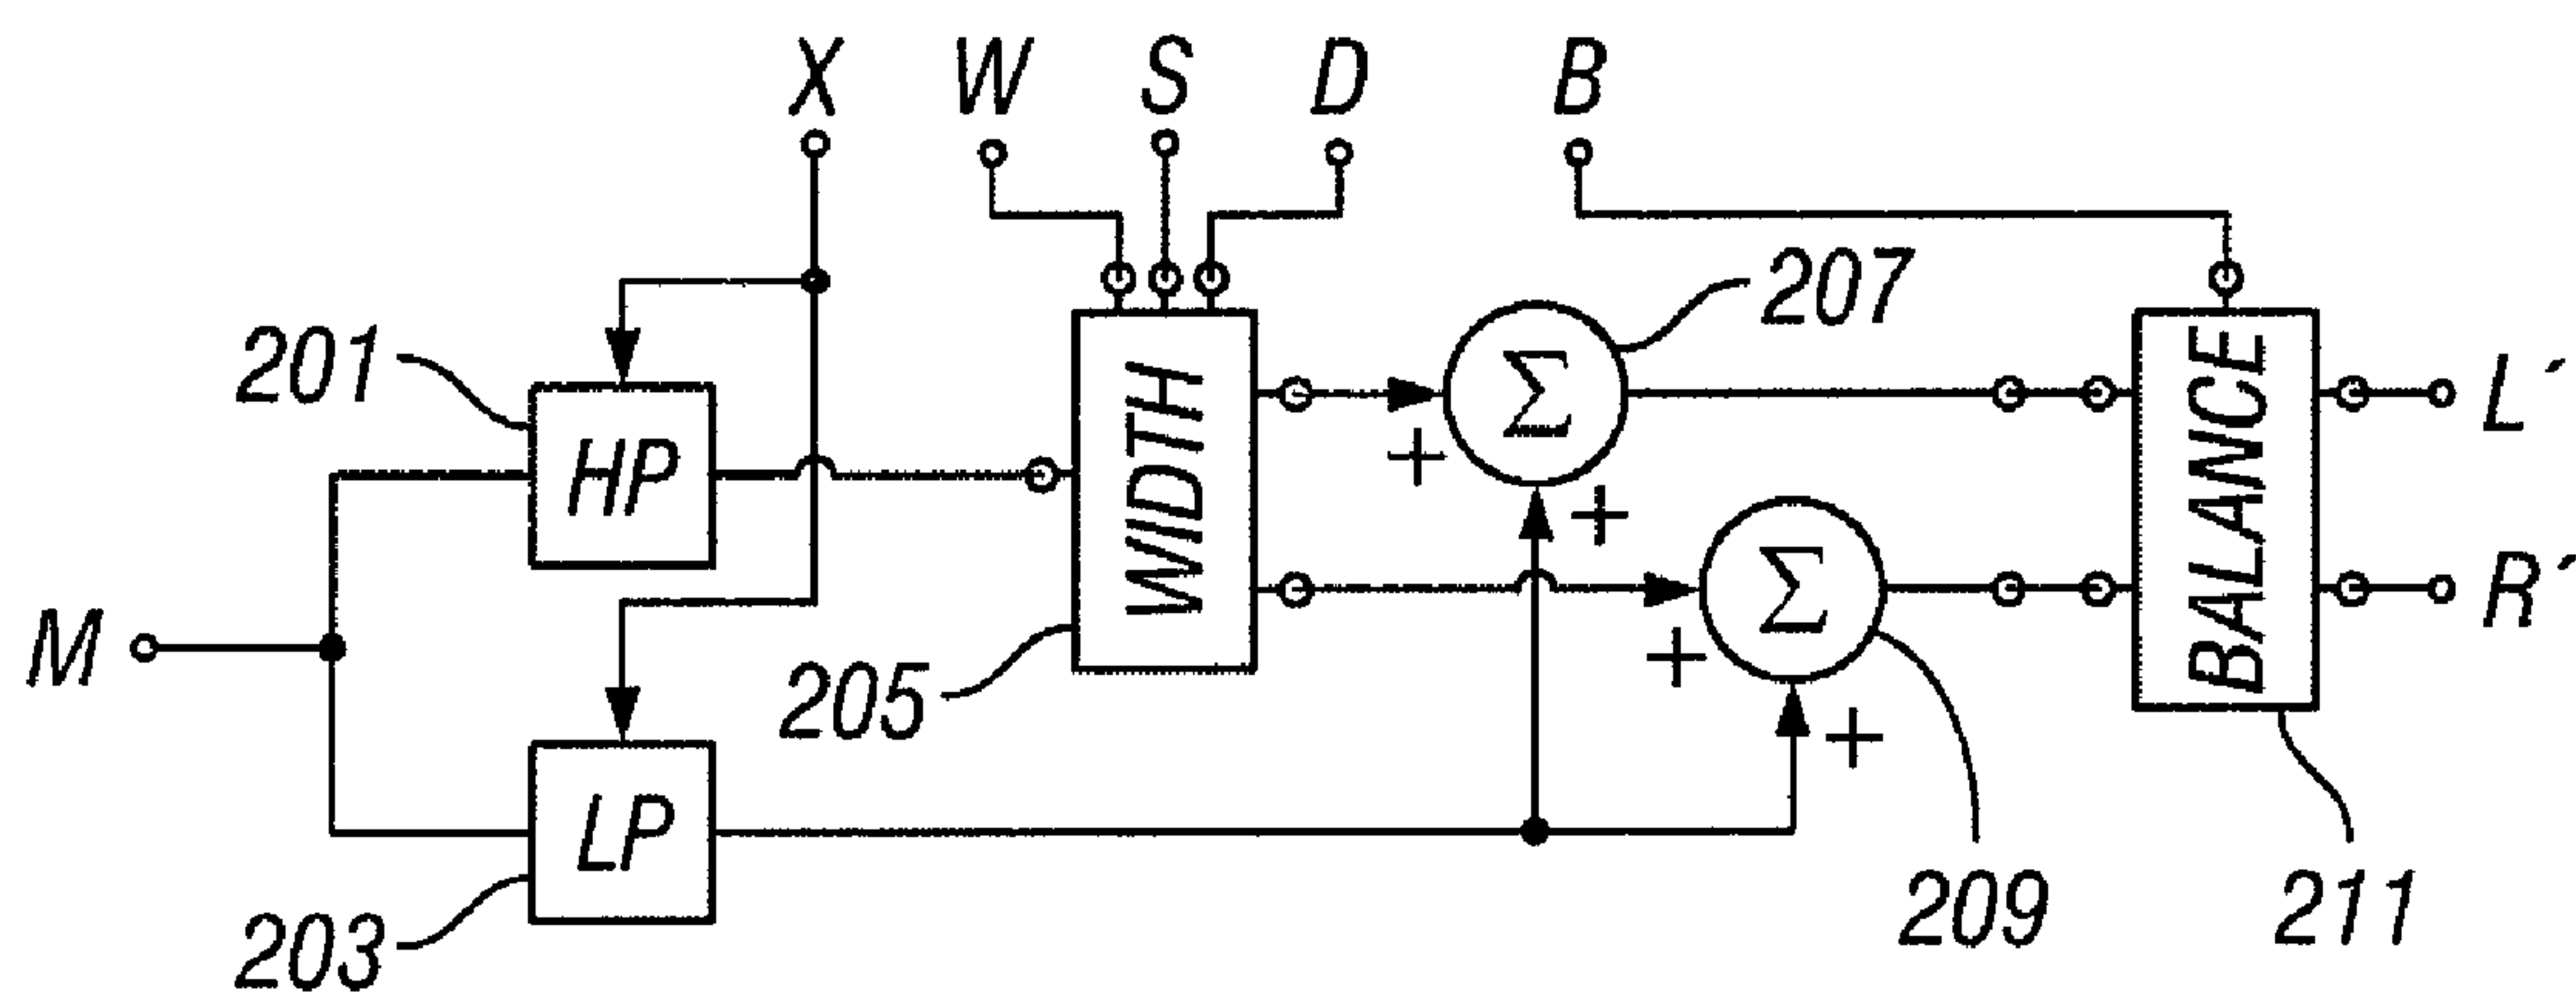 X W S D B
207
201
HP
WIDTH
Σ
BALANCE
L´
+
+
Σ
R´
M
+
205
+
LP
203
209
211